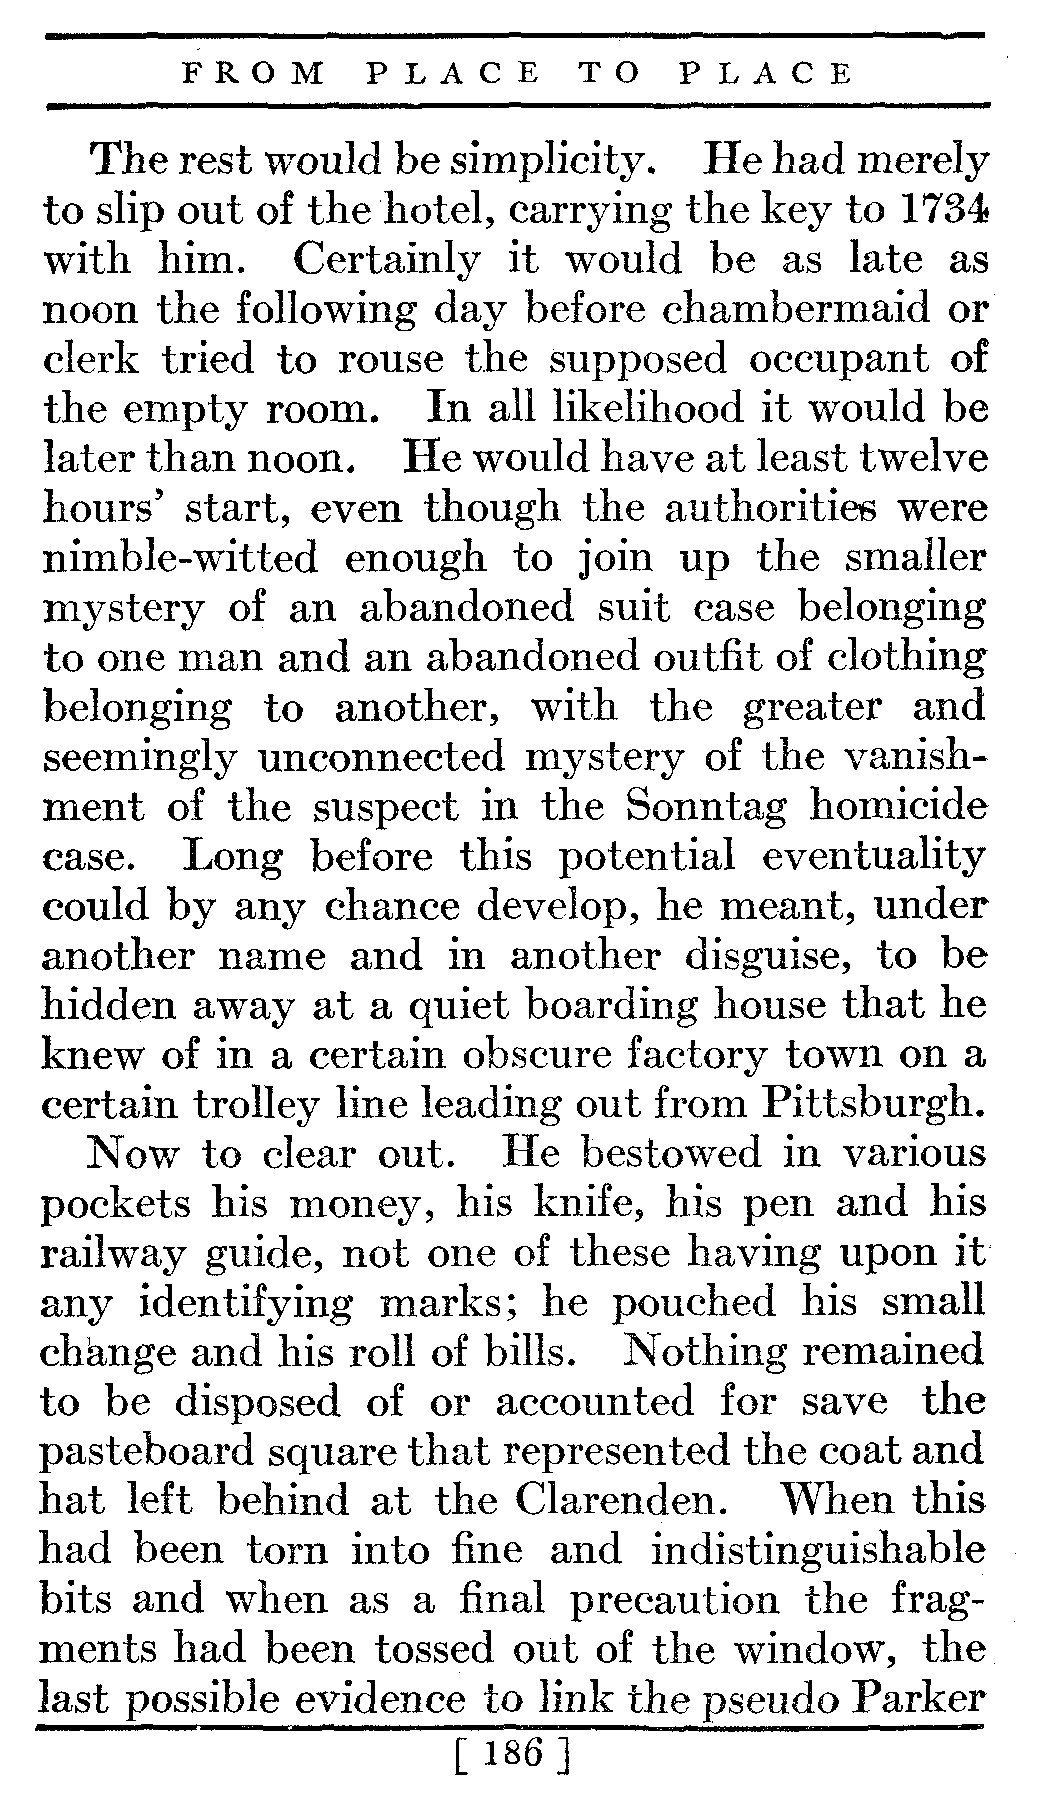 FROM PLACE TO PLACE
The rest would be simplicity. He had merely
to slip out of the hotel, carrying the key to 1734
with him. Certainly it would be as late as
noon the following day before chambermaid or
clerk tried to rouse the supposed occupant of
the empty room. In all likelihood it would be
later than noon. He would have at least twelve
hours' start, even though the authorities were
nimble-witted enough to join up the smaller
mystery of an abandoned suit case belonging
to one man and an abandoned outfit of clothing
belonging to another, with the greater and
seemingly unconnected mystery of the vanish-
ment of the suspect in the Sonntag homicide
case. Long before this potential eventuality
could by any chance develop, he meant, under
another name and in another disguise, to be
hidden away at a quiet boarding house that he
knew of in a certain obscure factory town on a
certain trolley line leading out from Pittsburgh.
Now to clear out. He bestowed in various
pockets his money, his knife, his pen and his
railway guide, not one of these having upon it
any identifying marks; he pouched his small
change and his roll of bills. Nothing remained
to be disposed of or accounted for save the
pasteboard square that represented the coat and
hat left behind at the Clarenden. When this
had been torn into fine and indistinguishable
bits and when as a final precaution the frag-
ments had been tossed out of the window, the
last possible evidence to link the pseudo Parker
[ 186 ]